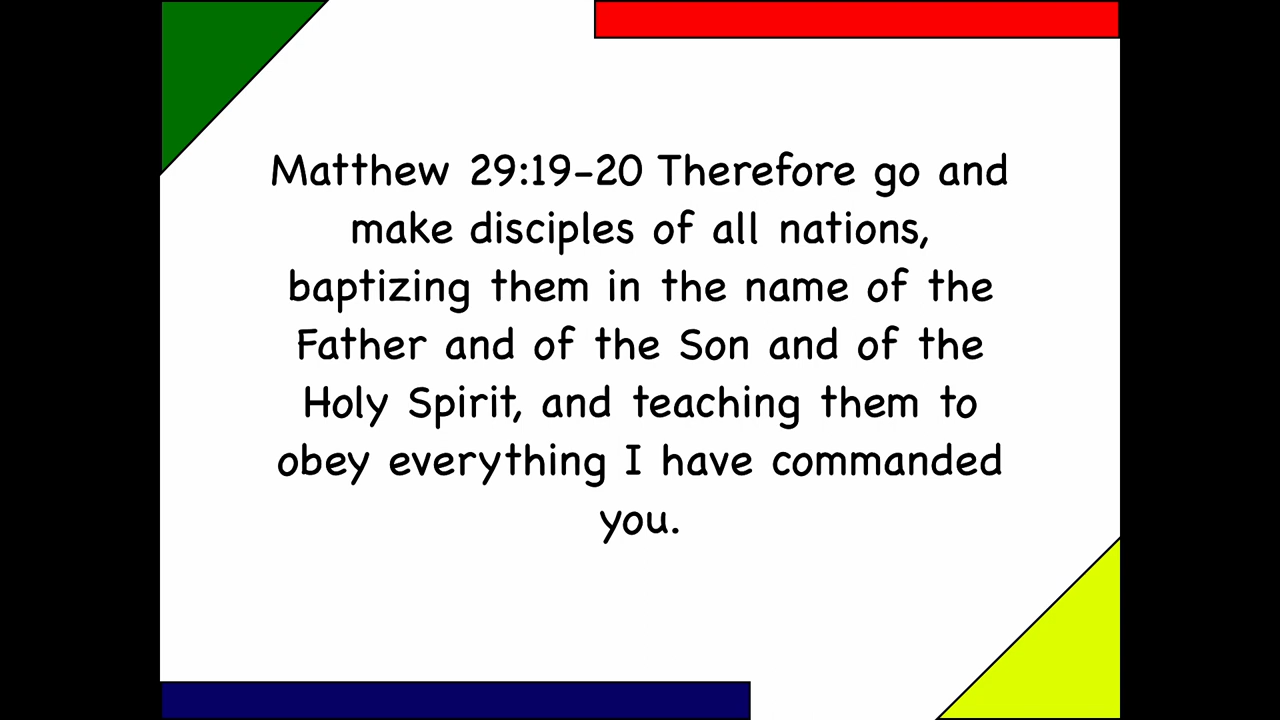 Matthew 29:19-20 Therefore go and
make disciples of all nations,
baptizing them in the name of the
Father and of the Son and of the
Holy Spirit, and teaching them to
obey everything I have commanded
you.